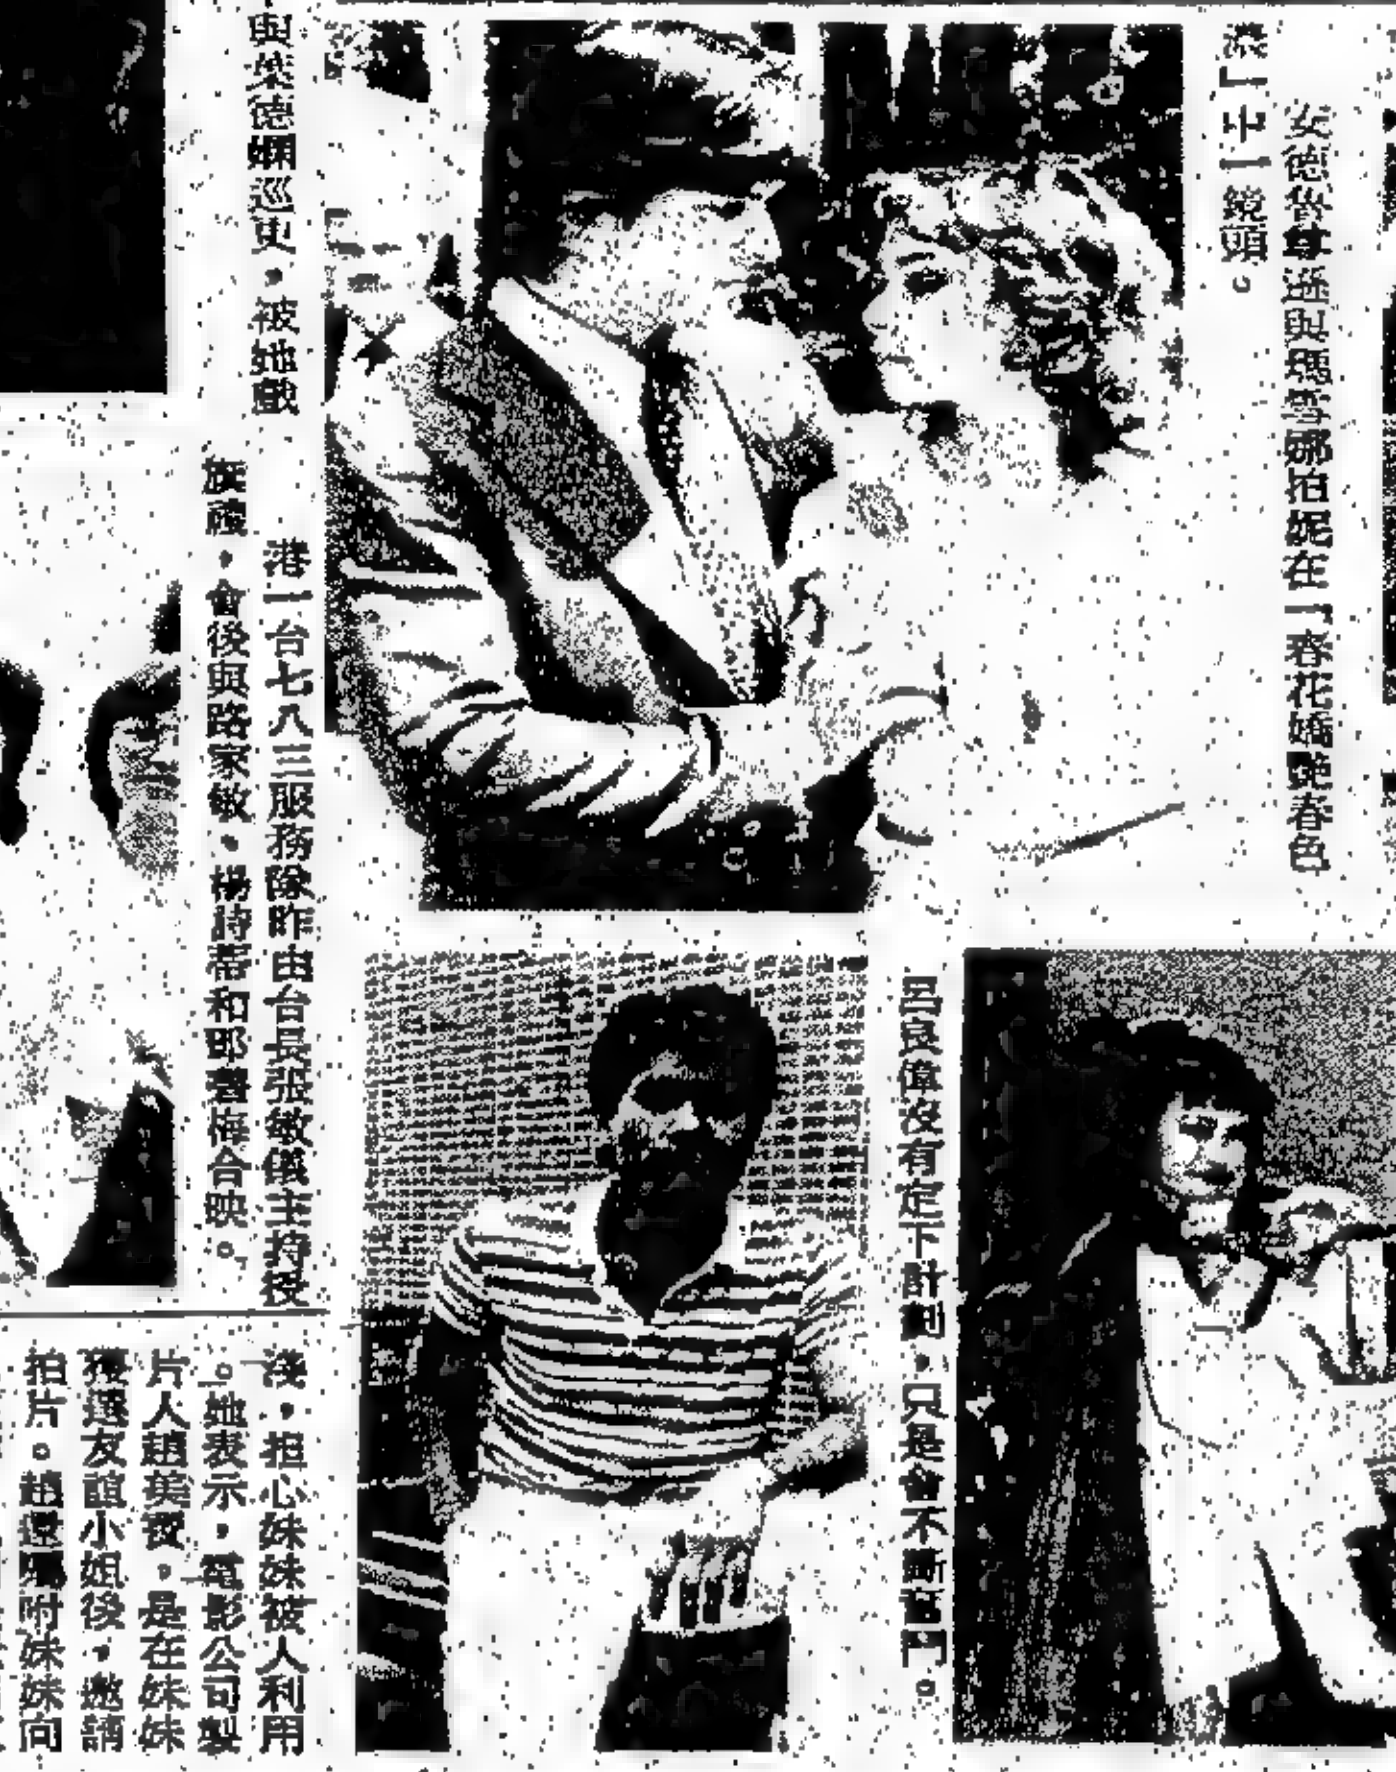 安德魯辜遜與瑪雪娜拍妮在「春花嬌艷春色
濃」中一鏡頭。
呂良偉沒有定下計劃，只是會不斷奮鬥。
與柴德嫻巡吏，被她戲
港一台七八三服務隊昨由台長張敏儀主持授
旗禮，會後與路家敏、楊詩蒂和鄧碧梅合映。
淺，担心妹妹被人利用
。她表示，電影公司製
片人趙英  ，是在妹妹
獲選友誼小姐後，邀請
拍片。趙還囑咐妹妹向